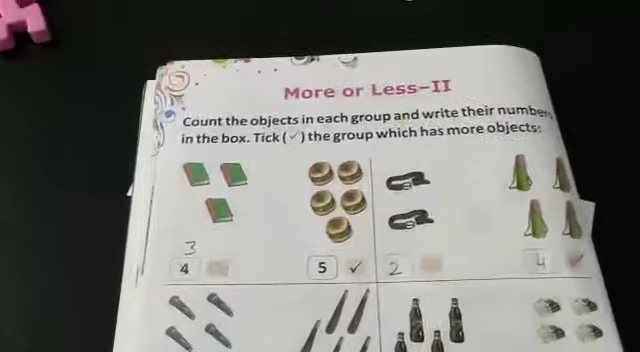 More or Less-II
Count the objects in each group and write their numbers
in the box. Tick (✓) the group which has more objects:
3
4 5 ✓ 2 4 ✓